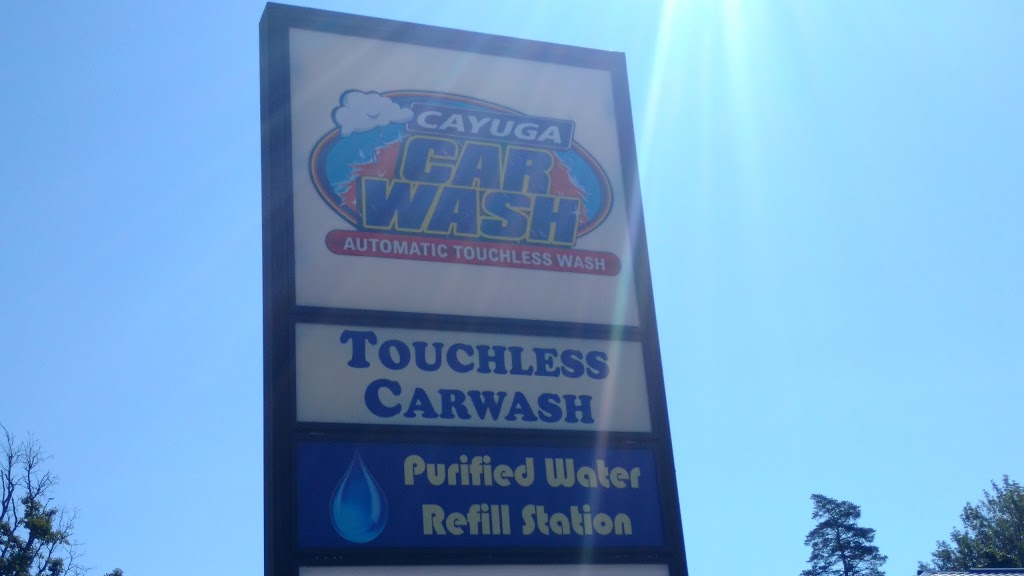 CAYUGA
CAR
WASH
AUTOMATIC TOUCHLESS WASH
TOUCHLESS
CARWASH
Purified Water
Refill Station